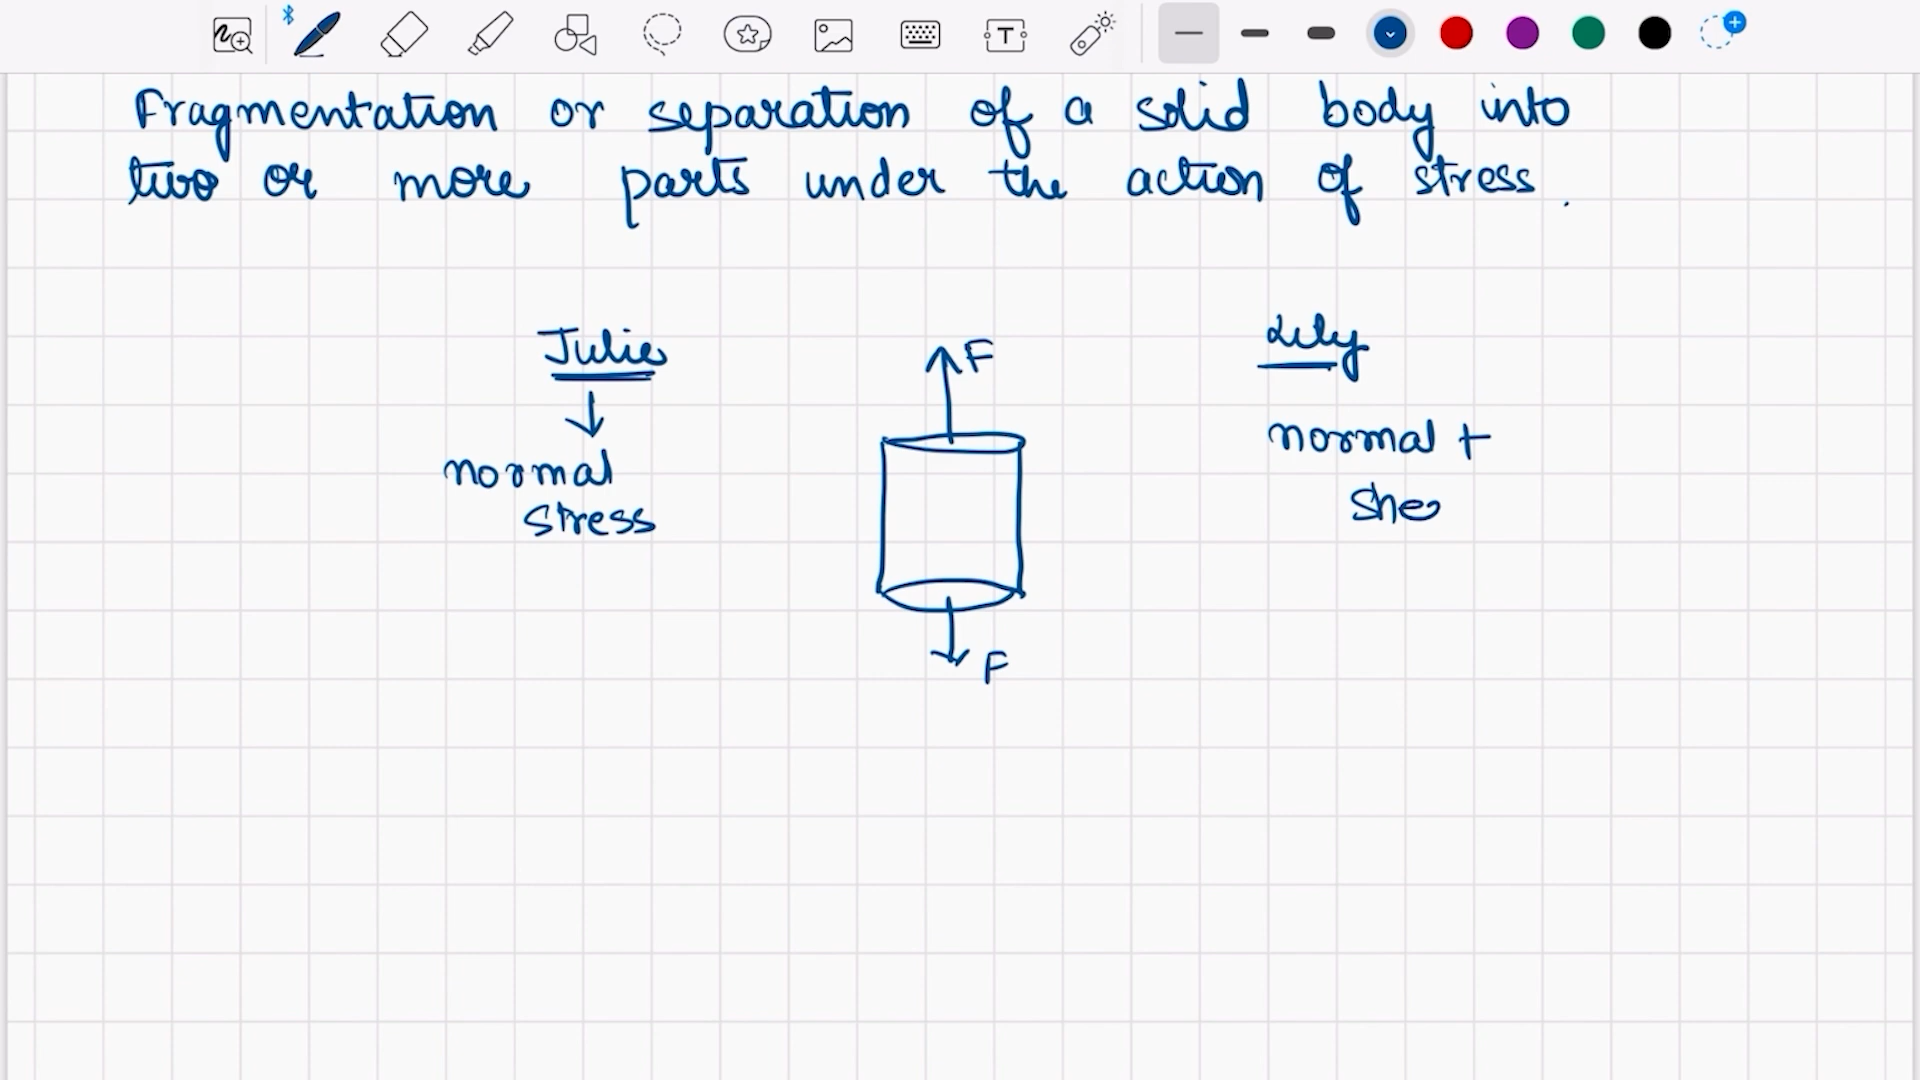 Fragmentation or separation of a solid body into
two or more parts under the action of stress.
Julie
normal
stress
F
F
Lily
normal +
She